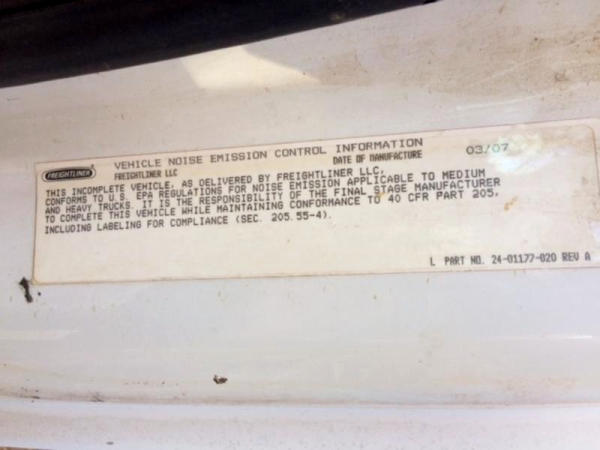 FREIGHTLINER
VEHICLE NOISE EMISSION CONTROL INFORMATION
FREIGHTLINER LLC DATE OF MANUFACTURE 03/07
THIS INCOMPLETE VEHICLE, AS DELIVERED BY FREIGHTLINER LLC,
CONFORMS TO U.S. EPA REGULATIONS FOR NOISE EMISSION APPLICABLE TO MEDIUM
AND HEAVY TRUCKS. IT IS THE RESPONSIBILITY OF THE FINAL STAGE MANUFACTURER
TO COMPLETE THIS VEHICLE WHILE MAINTAINING CONFORMANCE TO 40 CFR PART 205,
INCLUDING LABELING FOR COMPLIANCE (SEC. 205.55-4).
L PART NO. 24-01177-020 REV A